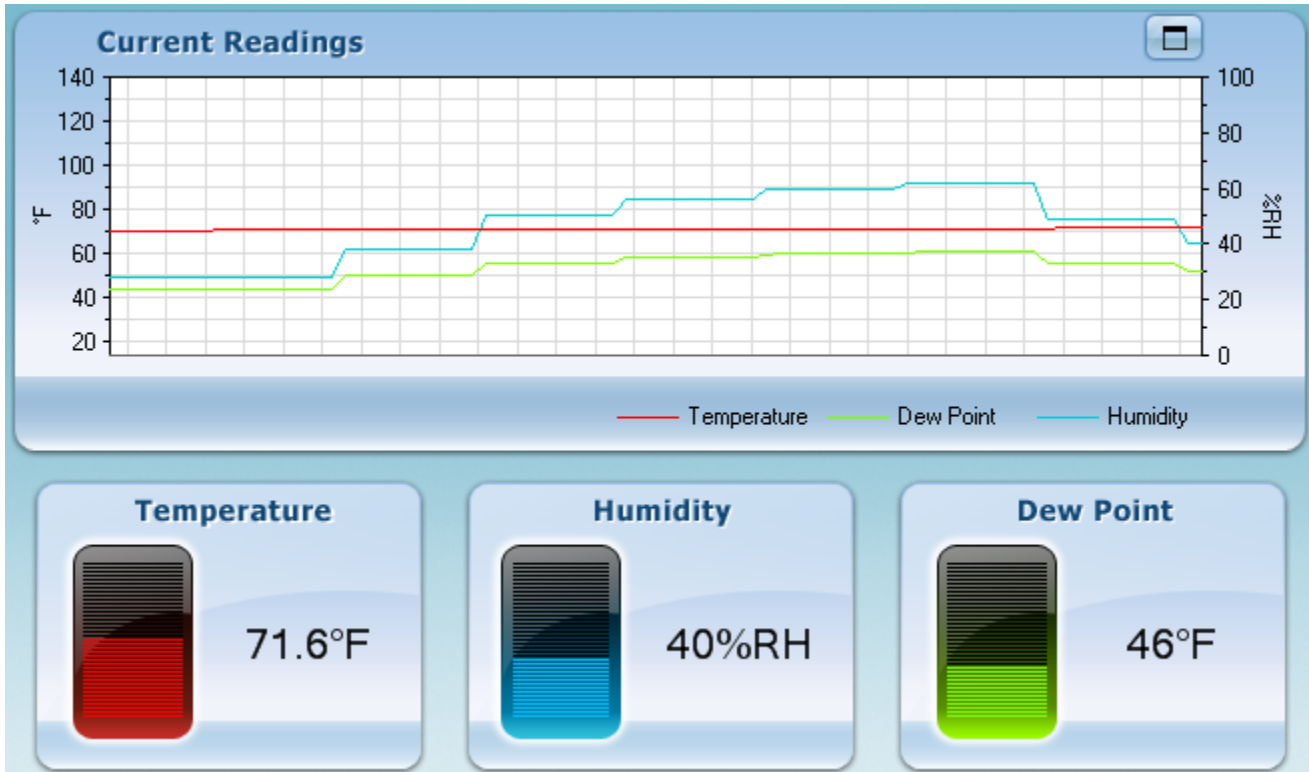 Current Readings
140
120
100
80
60
40
20
°F
100
80
60
40
20
0
%RH
Temperature
Dew Point
Humidity
Temperature
71.6°F
Humidity
40%RH
Dew Point
46°F